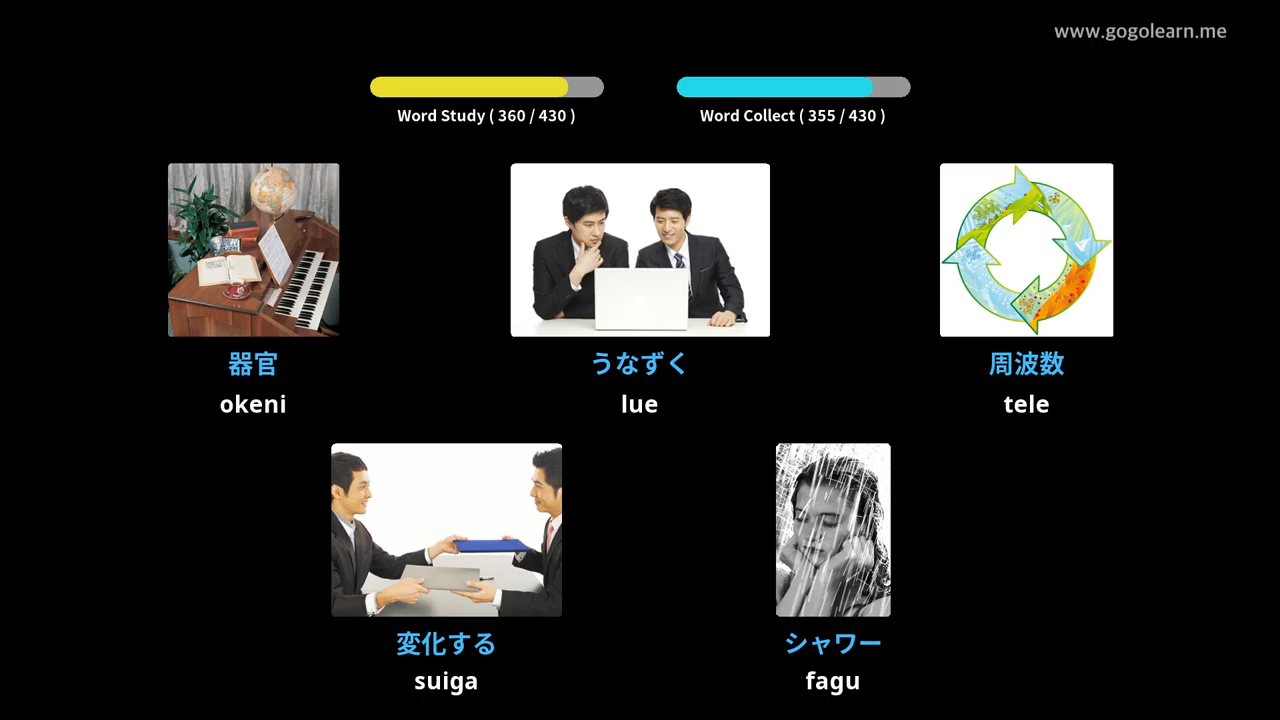 www.gogolearn.me
Word Study ( 360 / 430 )
Word Collect ( 355 / 430 )
器官
okeni
うなずく
lue
周波数
tele
変化する
suiga
シャワー
fagu